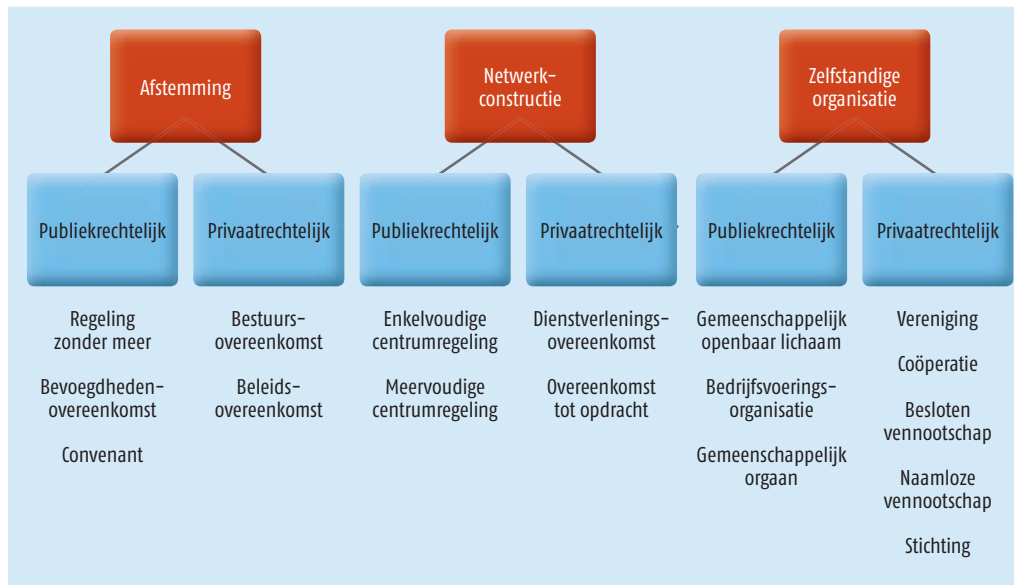 Afstemming
Netwerk-
constructie
Zelfstandige
organisatie
Publiekrechtelijk
Privaatrechtelijk
Publiekrechtelijk
Privaatrechtelijk
Publiekrechtelijk
Privaatrechtelijk
Regeling
zonder meer
Bevoegdheden-
overeenkomst
Convenant
Bestuurs-
overeenkomst
Beleids-
overeenkomst
Enkelvoudige
centrumregeling
Meervoudige
centrumregeling
Dienstverlenings-
overeenkomst
Overeenkomst
tot opdracht
Gemeenschappelijk
openbaar lichaam
Bedrijfsvoerings-
organisatie
Gemeenschappelijk
orgaan
Vereniging
Coöperatie
Besloten
vennootschap
Naamloze
vennootschap
Stichting